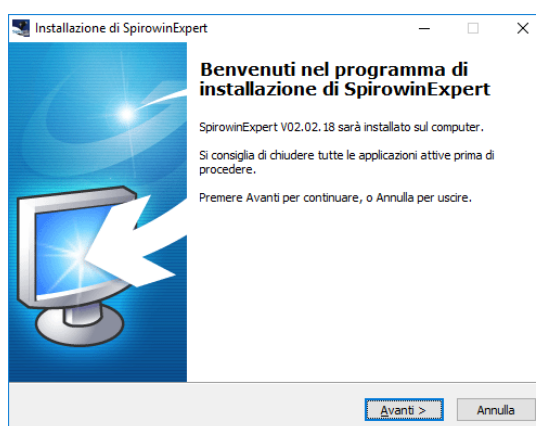 Installazione di SpirowinExpert
Benvenuti nel programma di
installazione di SpirowinExpert
SpirowinExpert V02.02.18 sarà installato sul computer.
Si consiglia di chiudere tutte le applicazioni attive prima di
procedere.
Premere Avanti per continuare, o Annulla per uscire.
Avanti >
Annulla